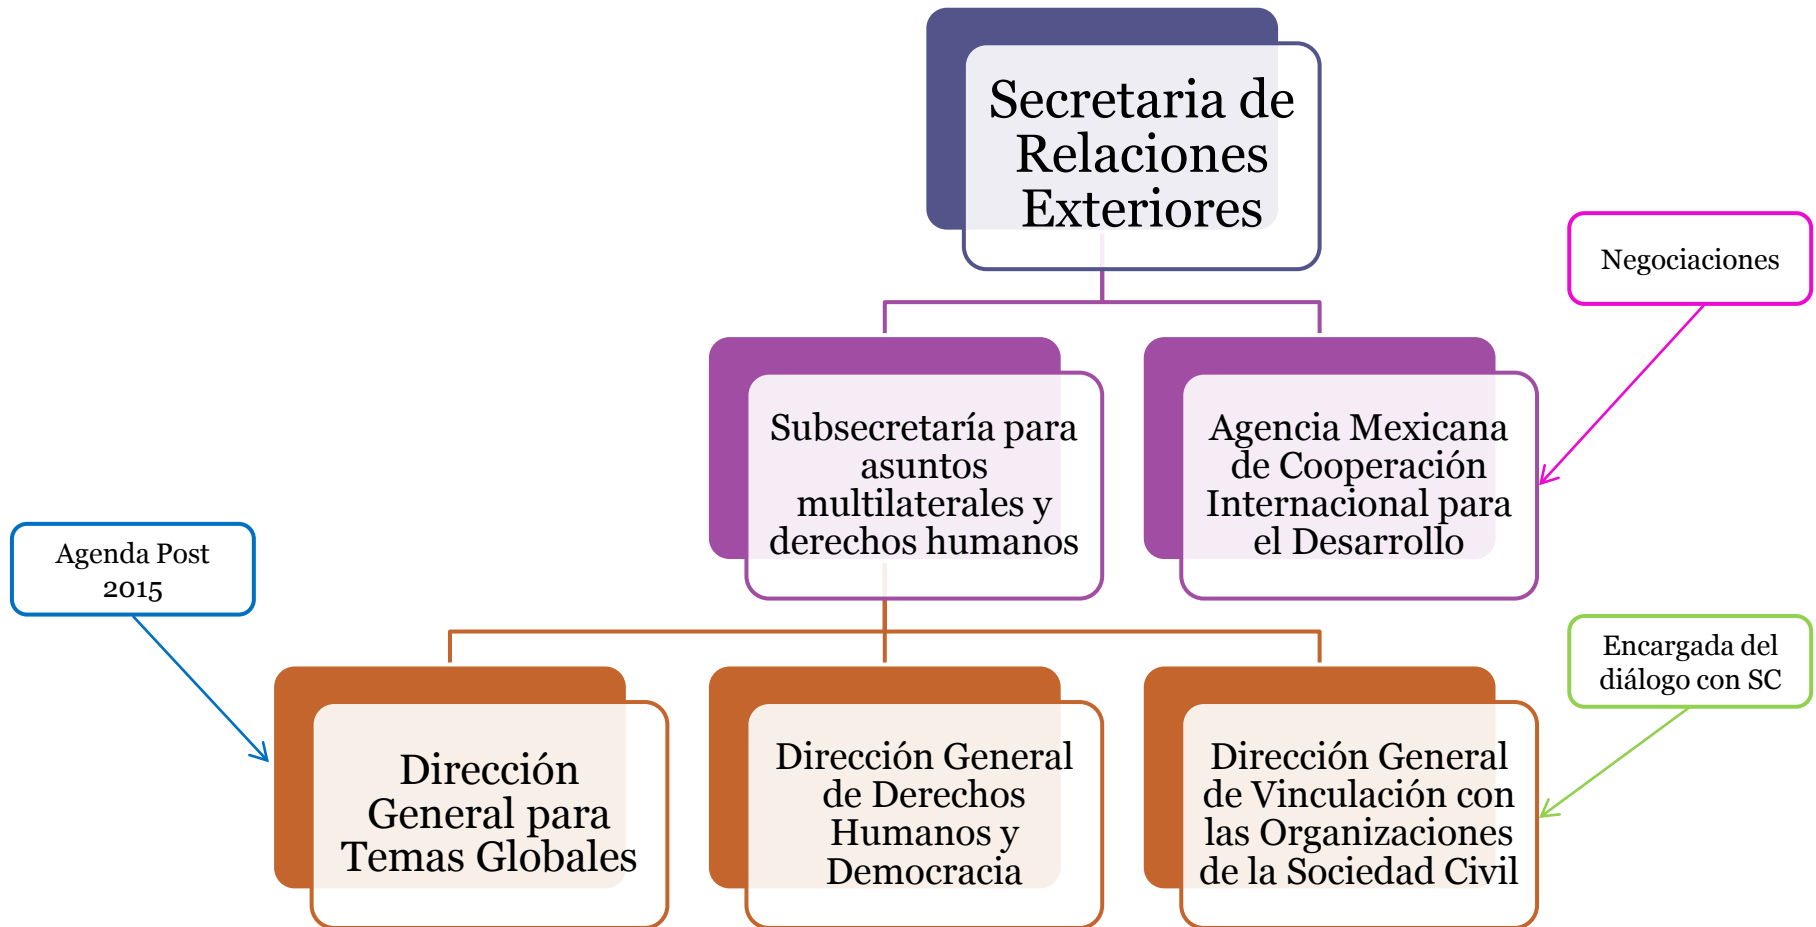 Secretaria de
Relaciones
Exteriores
Negociaciones
Subsecretaría para
asuntos
multilaterales y
derechos humanos
Agencia Mexicana
de Cooperación
Internacional para
el Desarrollo
Agenda Post
2015
Encargada del
diálogo con SC
Dirección
General para
Temas Globales
Dirección General
de Derechos
Humanos y
Democracia
Dirección General
de Vinculación con
las Organizaciones
de la Sociedad Civil